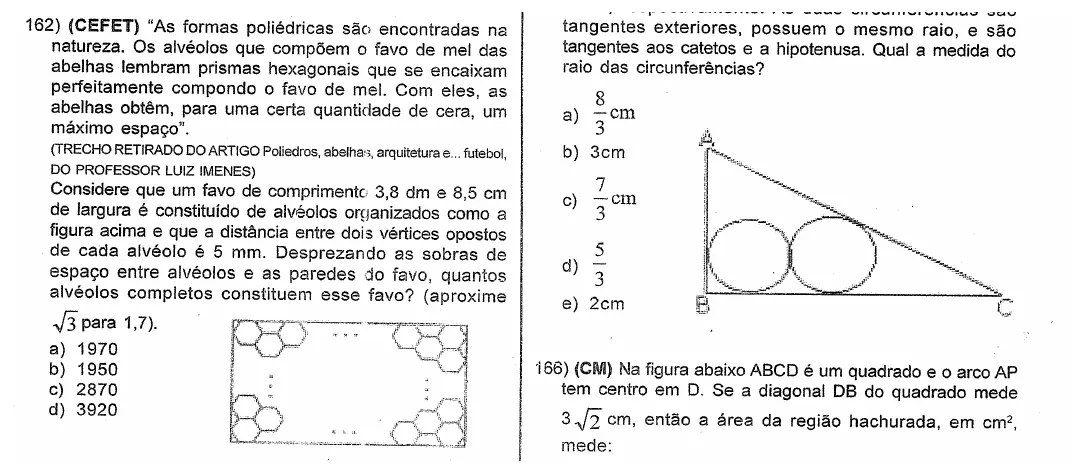 162) (CEFET) “As formas poliédricas são encontradas na
natureza. Os alvéolos que compõem o favo de mel das
abelhas lembram prismas hexagonais que se encaixam
perfeitamente compondo o favo de mel. Com eles, as
abelhas obtêm, para uma certa quantidade de cera, um
máximo espaço”.
(TRECHO RETIRADO DO ARTIGO Poliedros, abelhas, arquitetura e... futebol,
DO PROFESSOR LUIZ IMENES)
Considere que um favo de comprimento 3,8 dm e 8,5 cm
de largura é constituído de alvéolos organizados como a
figura acima e que a distância entre dois vértices opostos
de cada alvéolo é 5 mm. Desprezando as sobras de
espaço entre alvéolos e as paredes do favo, quantos
alvéolos completos constituem esse favo? (aproxime
√3 para 1,7).
a) 1970
b) 1950
c) 2870
d) 3920
tangentes exteriores, possuem o mesmo raio, e são
tangentes aos catetos e a hipotenusa. Qual a medida do
raio das circunferências?
a) 8/3 cm
b) 3cm
c) 7/3 cm
d) 5/3
e) 2cm
A
B
C
166) (CM) Na figura abaixo ABCD é um quadrado e o arco AP
tem centro em D. Se a diagonal DB do quadrado mede
3√2 cm, então a área da região hachurada, em cm²,
mede: